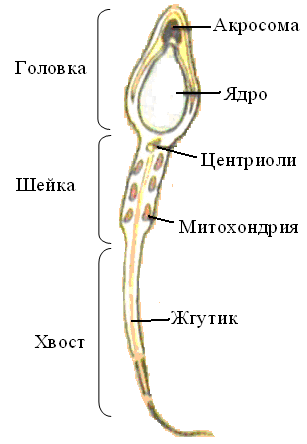 Акросома
Головка
Ядро
Центриоли
Шейка
Митохондрия
Жгутик
Хвост